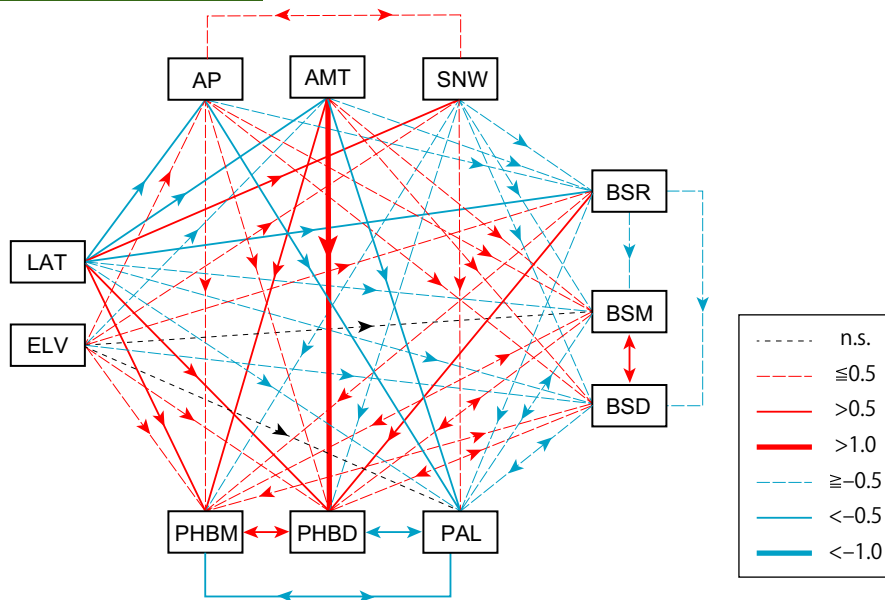 AP
AMT
SNW
BSR
LAT
BSM
ELV
BSD
PHBM
PHBD
PAL
n.s.
≦0.5
>0.5
>1.0
≧−0.5
<−0.5
<−1.0